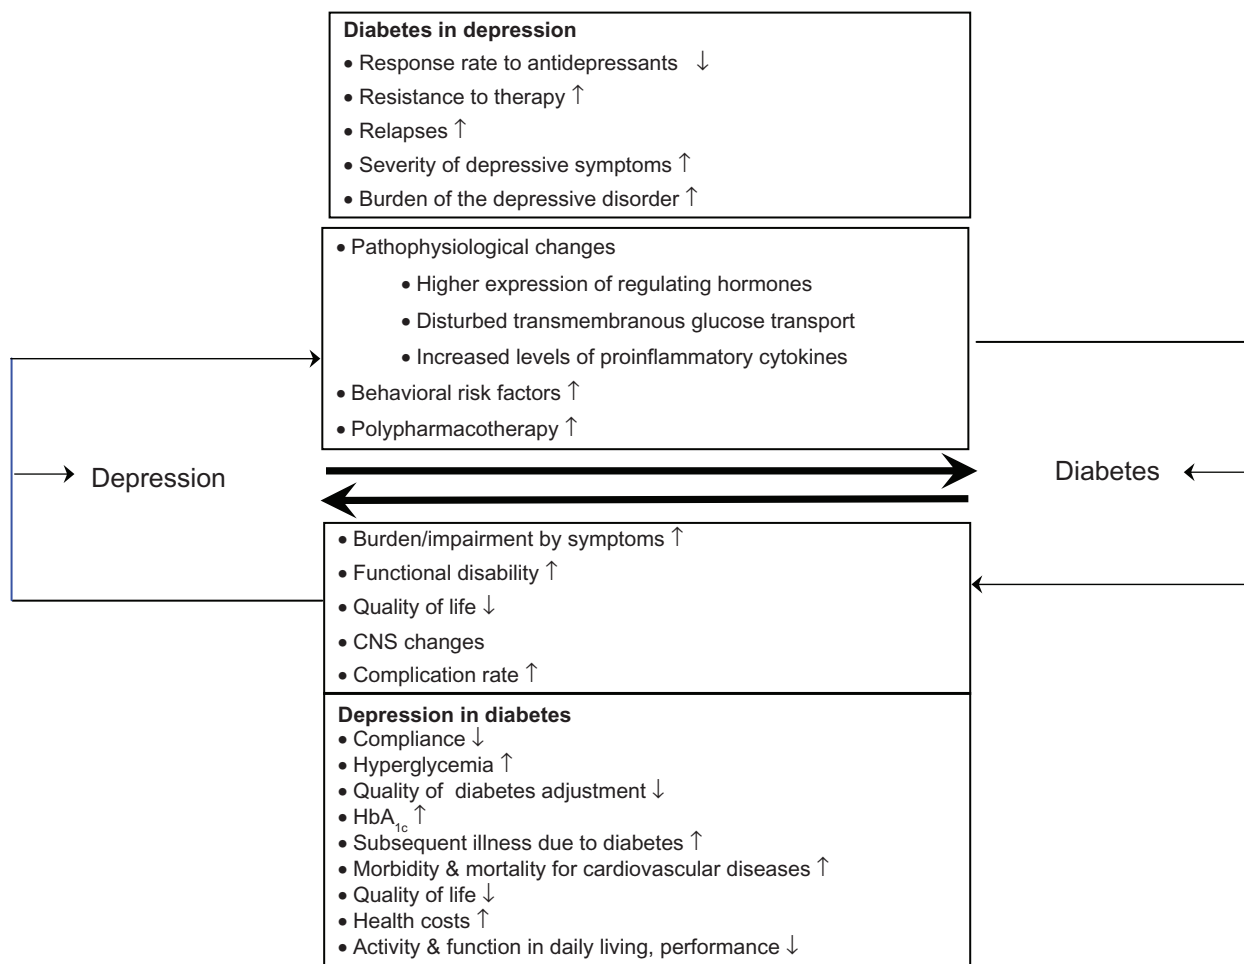 Diabetes in depression
• Response rate to antidepressants ↓
• Resistance to therapy ↑
• Relapses ↑
• Severity of depressive symptoms ↑
• Burden of the depressive disorder ↑
• Pathophysiological changes
• Higher expression of regulating hormones
• Disturbed transmembranous glucose transport
• Increased levels of proinflammatory cytokines
• Behavioral risk factors ↑
• Polypharmacotherapy ↑
Depression
Diabetes
• Burden/impairment by symptoms ↑
• Functional disability ↑
• Quality of life ↓
• CNS changes
• Complication rate ↑
Depression in diabetes
• Compliance ↓
• Hyperglycemia ↑
• Quality of diabetes adjustment ↓
• HbA1c ↑
• Subsequent illness due to diabetes ↑
• Morbidity & mortality for cardiovascular diseases ↑
• Quality of life ↓
• Health costs ↑
• Activity & function in daily living, performance ↓